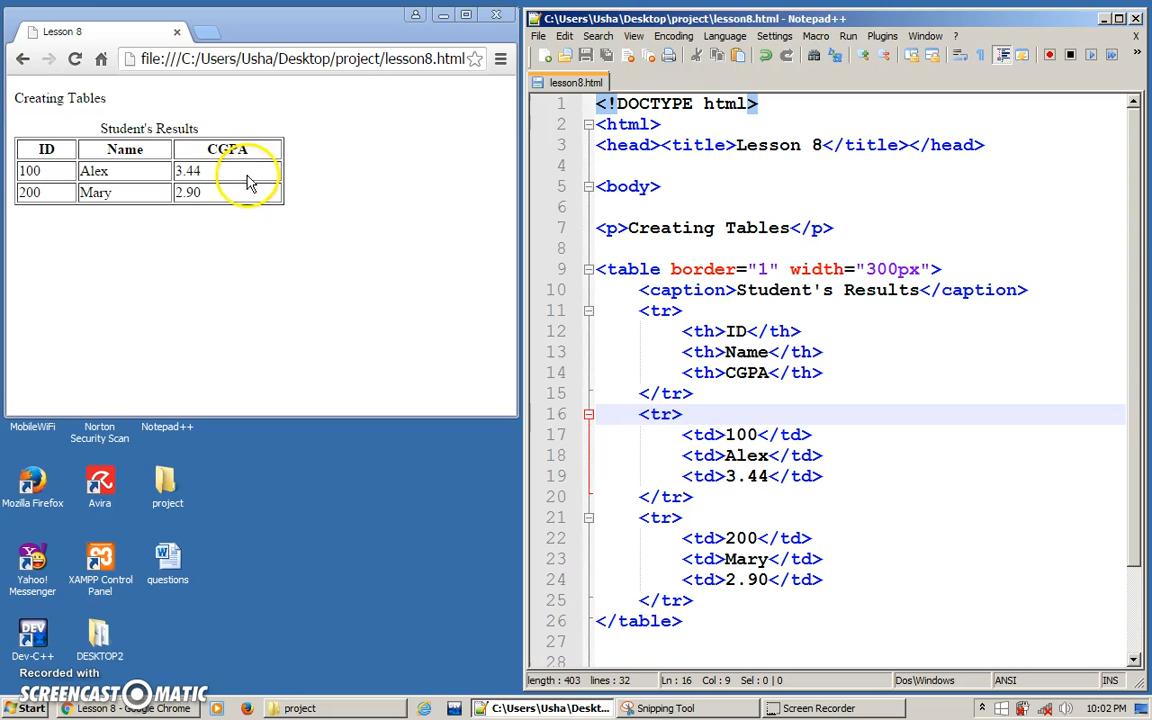 Lesson 8
file:///C:/Users/Usha/Desktop/project/lesson8.html
Creating Tables
Student's Results
ID Name CGPA
100 Alex 3.44
200 Mary 2.90
MobileWiFi
Norton Security Scan
Notepad++
Mozilla Firefox
Avira
project
Yahoo! Messenger
XAMPP Control Panel
questions
Dev-C++
DESKTOP2
Recorded with
SCREENCAST-O-MATIC
C:\Users\Usha\Desktop\project\lesson8.html - Notepad++
File Edit Search View Encoding Language Settings Macro Run Plugins Window ? X
lesson8.html
1 <!DOCTYPE html>
2 <html>
3 <head><title>Lesson 8</title></head>
4
5 <body>
6
7 <p>Creating Tables</p>
8
9 <table border="1" width="300px">
10 <caption>Student's Results</caption>
11 <tr>
12 <th>ID</th>
13 <th>Name</th>
14 <th>CGPA</th>
15 </tr>
16 <tr>
17 <td>100</td>
18 <td>Alex</td>
19 <td>3.44</td>
20 </tr>
21 <tr>
22 <td>200</td>
23 <td>Mary</td>
24 <td>2.90</td>
25 </tr>
26 </table>
27
28
length : 403 lines : 32 Ln : 16 Col : 9 Sel : 0 | 0 Dos\Windows ANSI INS
Start
Lesson 8 - Google Chrome
project
C:\Users\Usha\Deskt...
Snipping Tool
Screen Recorder
10:02 PM